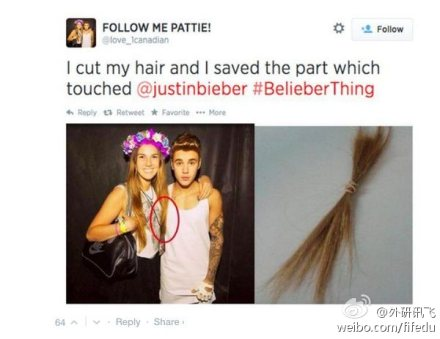 FOLLOW ME PATTIE!
@love_1canadian
Follow
I cut my hair and I saved the part which
touched @justinbieber #BelieberThing
Reply Retweet Favorite More
64 Reply Share
@外研讯飞
weibo.com/fifedu